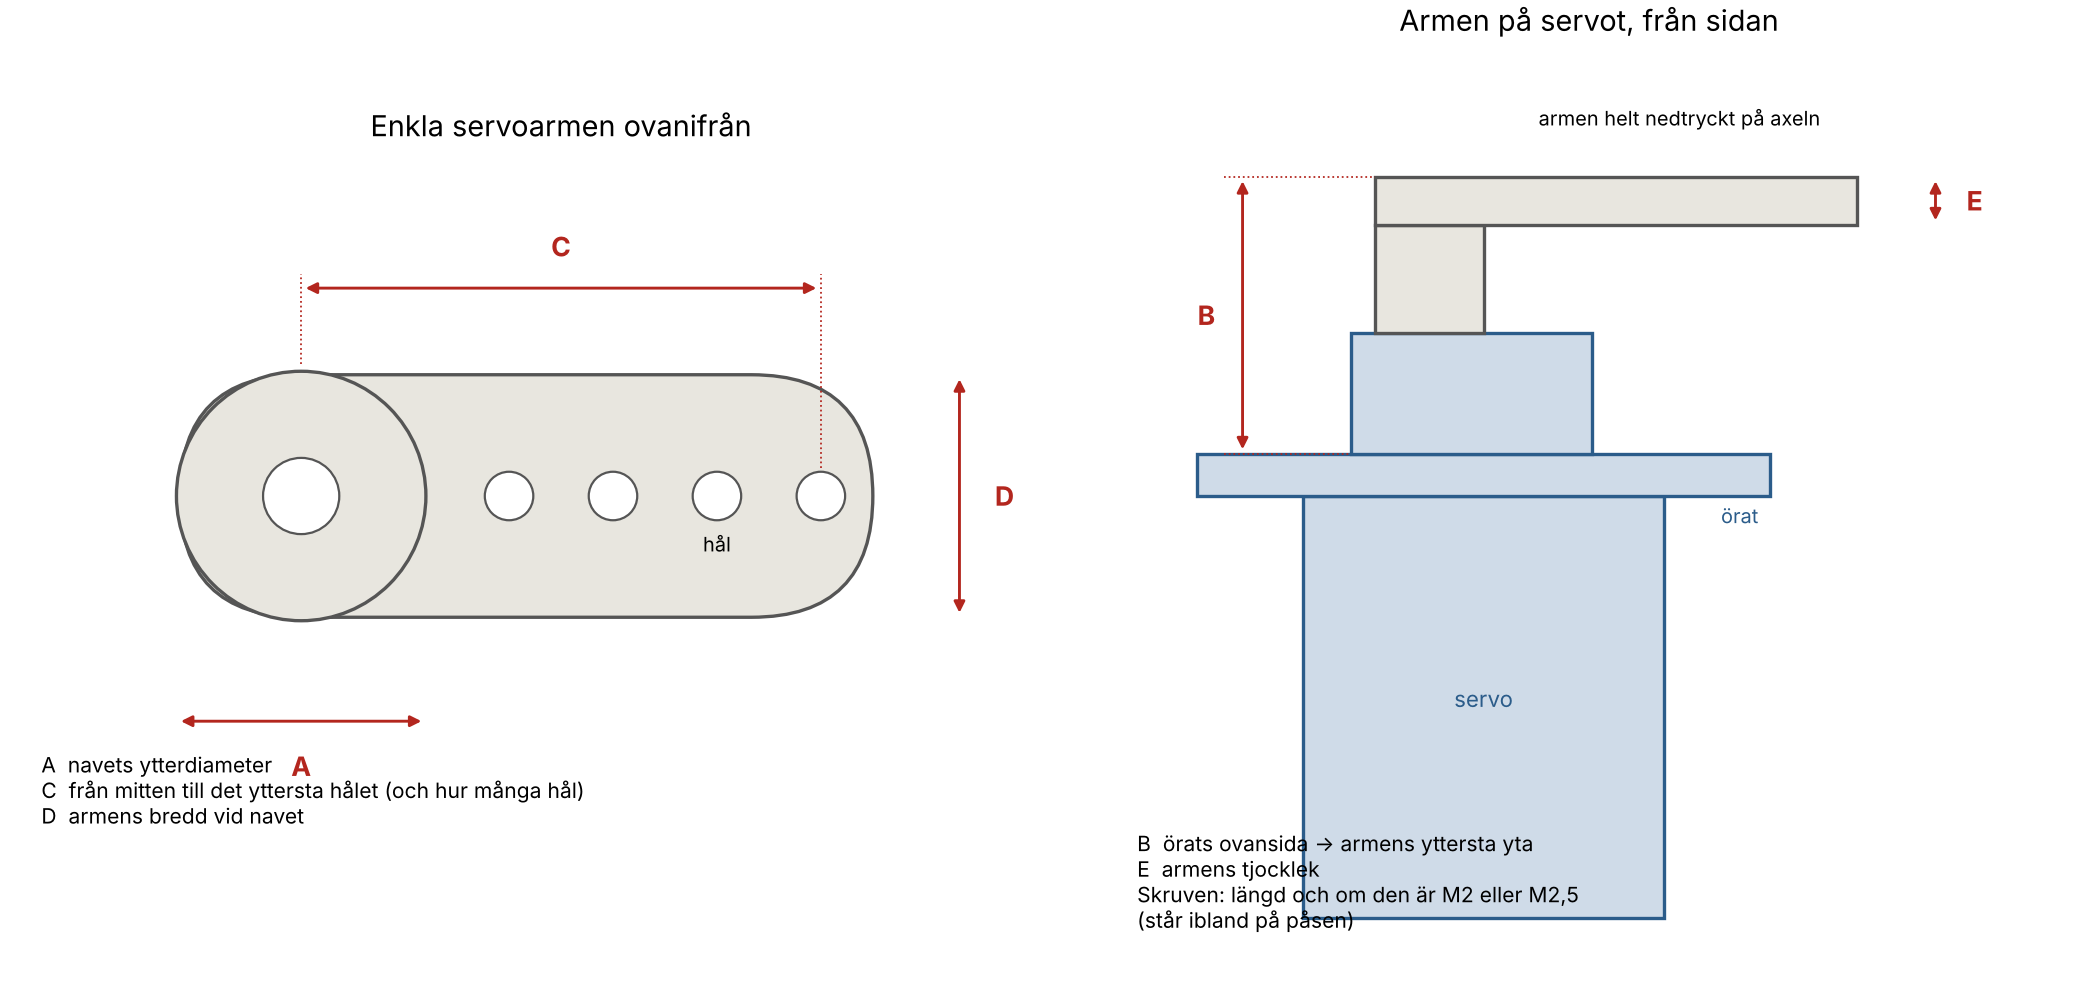 Enkla servoarmen ovanifrån
C
D
hål
A
A  navets ytterdiameter
C  från mitten till det yttersta hålet (och hur många hål)
D  armens bredd vid navet
Armen på servot, från sidan
armen helt nedtryckt på axeln
E
B
örat
servo
B  örats ovansida → armens yttersta yta
E  armens tjocklek
Skruven: längd och om den är M2 eller M2,5
(står ibland på påsen)